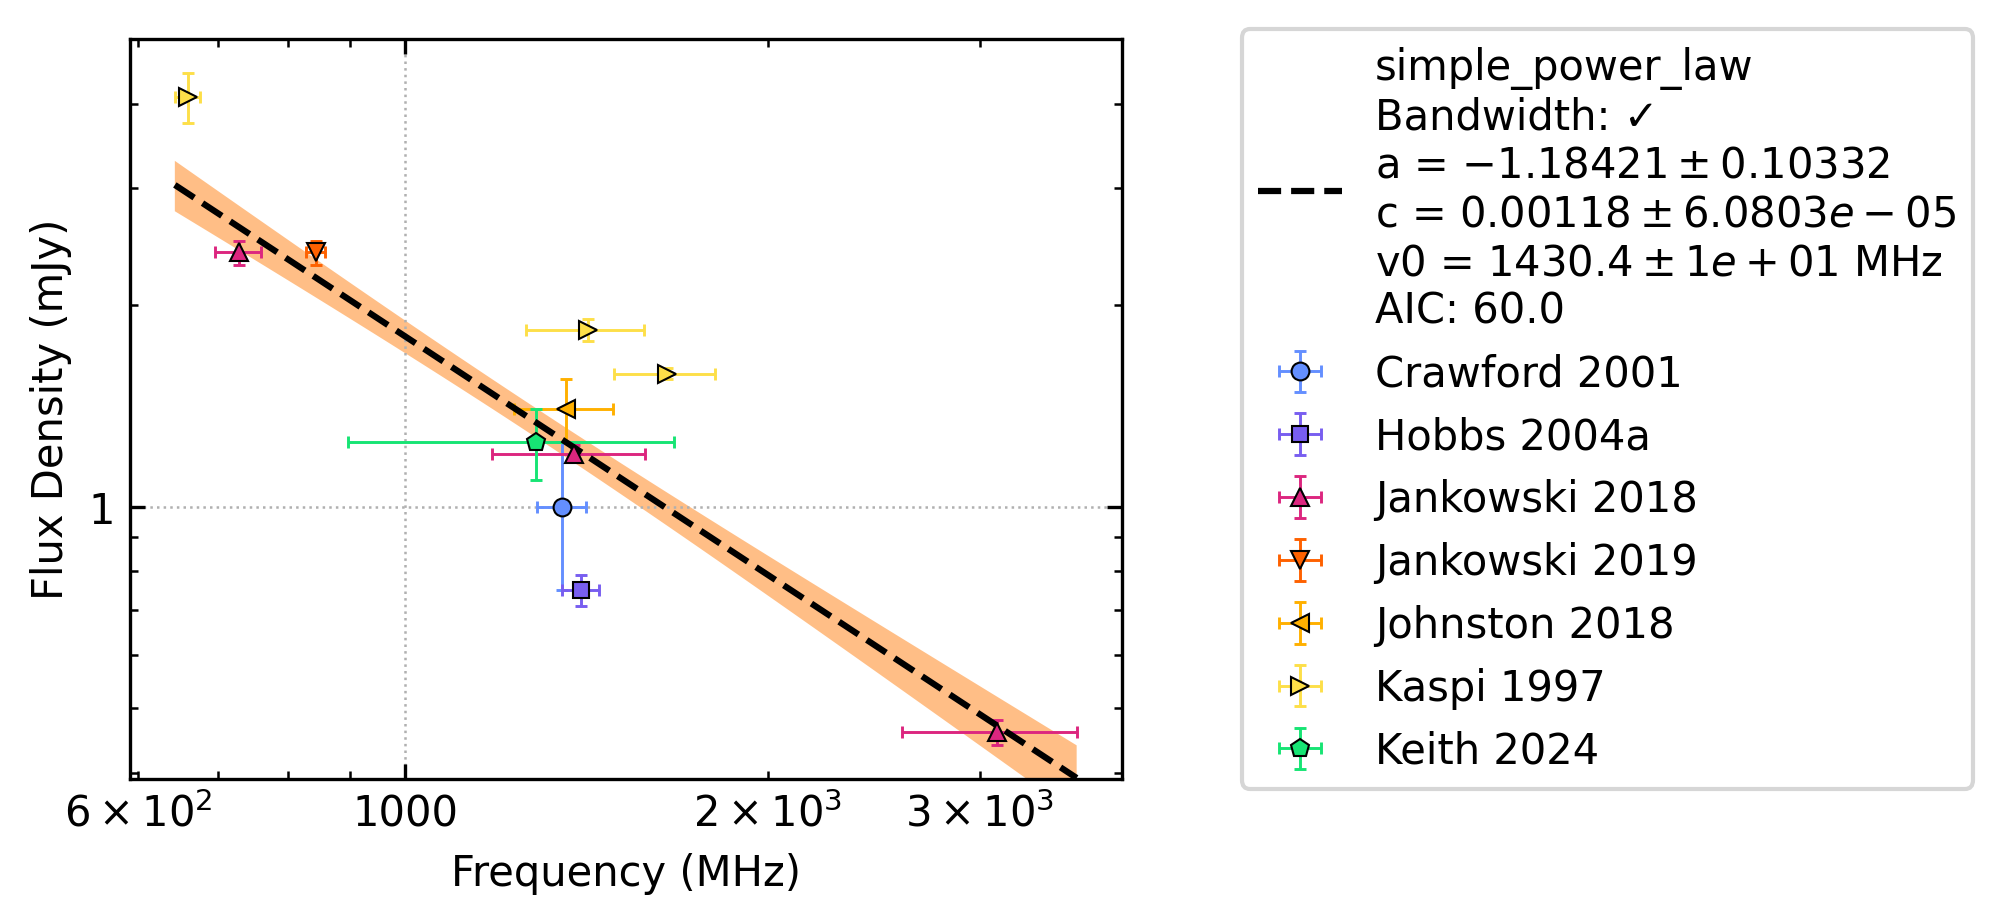 Flux Density (mJy)
1
6 × 10²
1000
2 × 10³
3 × 10³
Frequency (MHz)
simple_power_law
Bandwidth: ✓
a = −1.18421 ± 0.10332
c = 0.00118 ± 6.0803e − 05
v0 = 1430.4 ± 1e + 01 MHz
AIC: 60.0
Crawford 2001
Hobbs 2004a
Jankowski 2018
Jankowski 2019
Johnston 2018
Kaspi 1997
Keith 2024